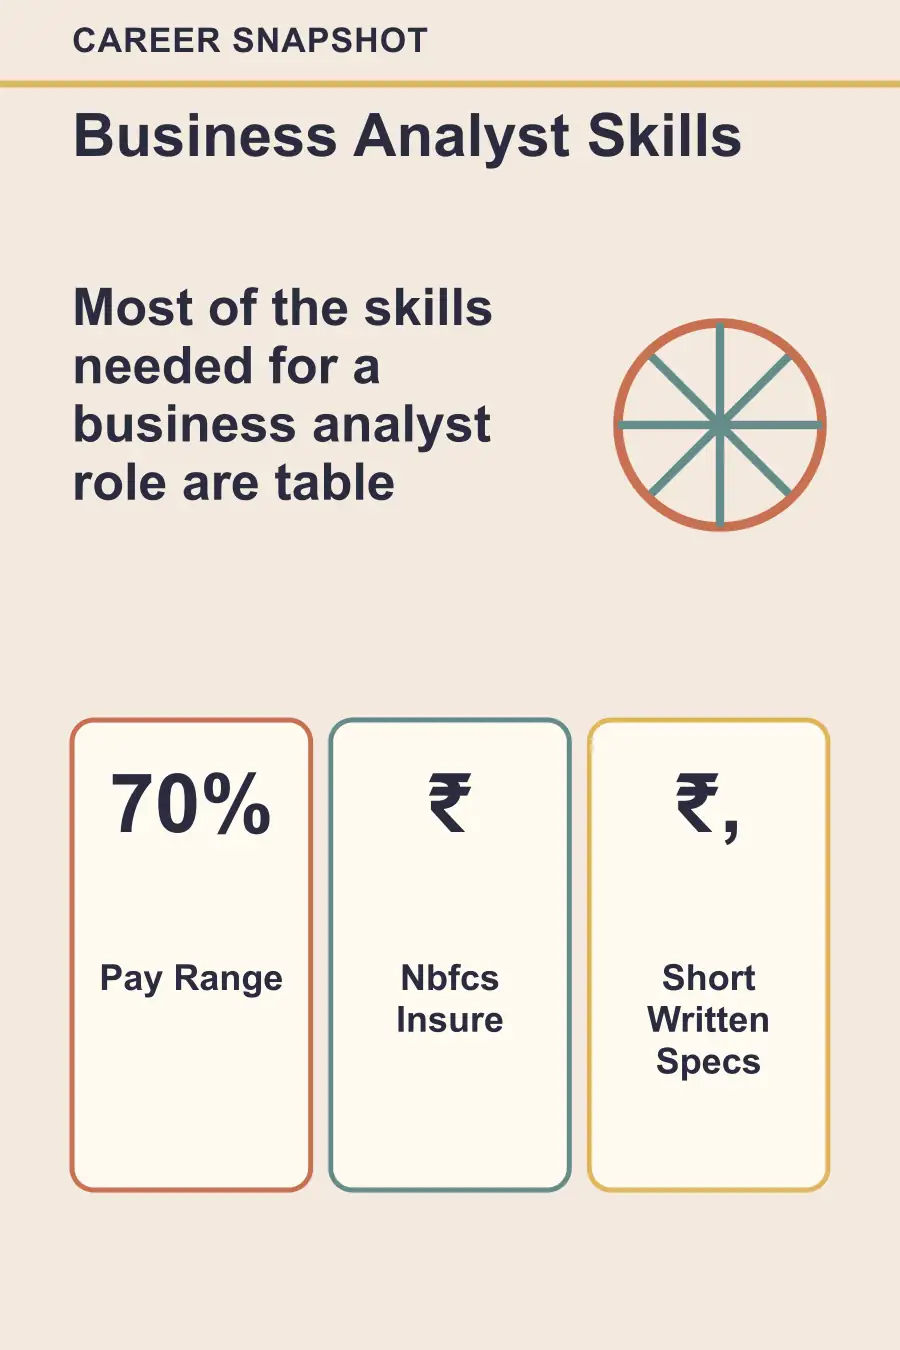 CAREER SNAPSHOT
Business Analyst Skills
Most of the skills
needed for a
business analyst
role are table
70%
₹
₹,
Pay Range
Nbfcs
Insure
Short
Written
Specs